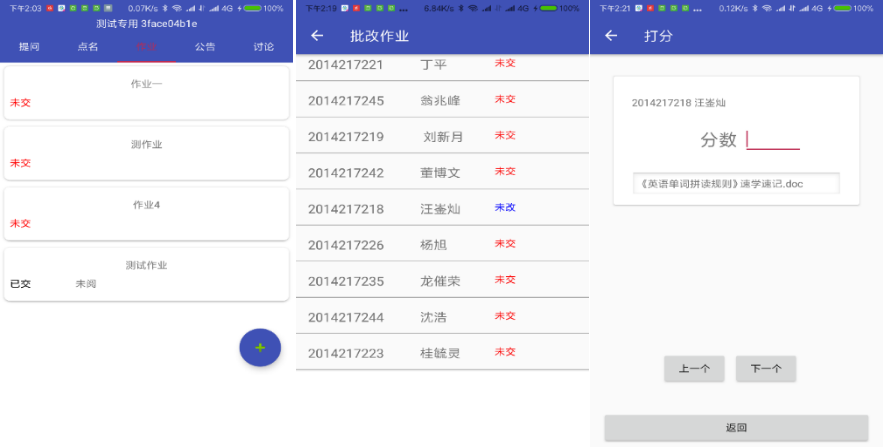 下午2:03
0.07K/s
4G
100%
测试专用 3face04b1e
提问
点名
公告
讨论
作业一
未交
测作业
未交
作业4
未交
测试作业
已交
未阅
+
下午2:19
6.84K/s
4G
100%
批改作业
2014217221 丁平 未交
2014217245 翁兆峰 未交
2014217219 刘新月 未交
2014217242 董博文 未交
2014217218 汪崟灿 未改
2014217226 杨旭 未交
2014217235 龙催荣 未交
2014217244 沈浩 未交
2014217223 桂毓灵 未交
下午2:21
0.12K/s
4G
100%
打分
2014217218 汪崟灿
分数
《英语单词拼读规则》速学速记.doc
上一个
下一个
返回